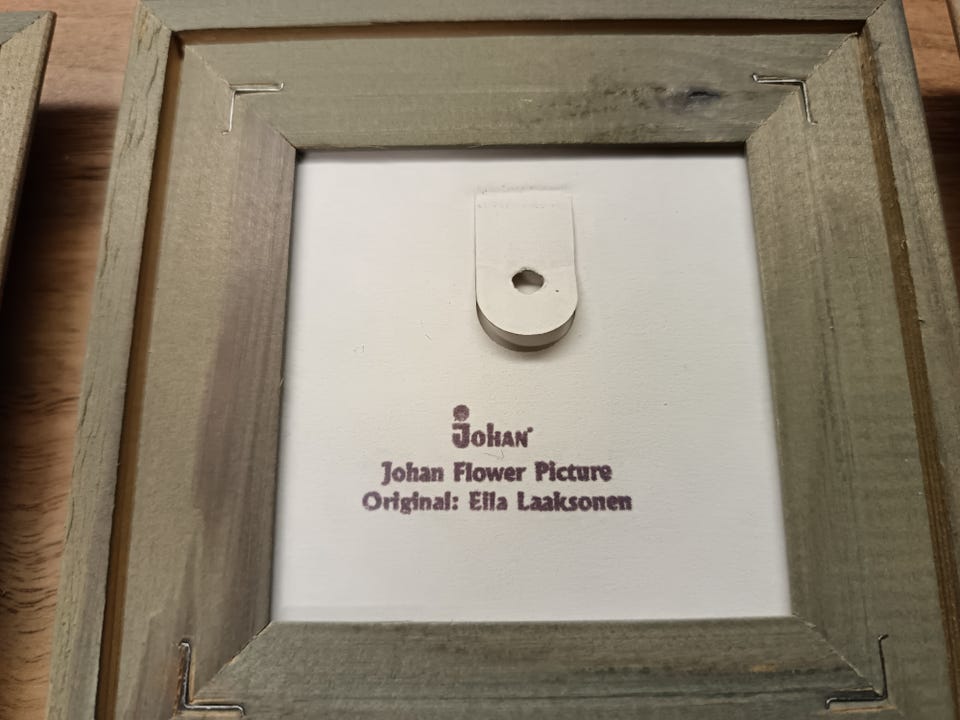 Johan
Johan Flower Picture
Original: Eila Laaksonen